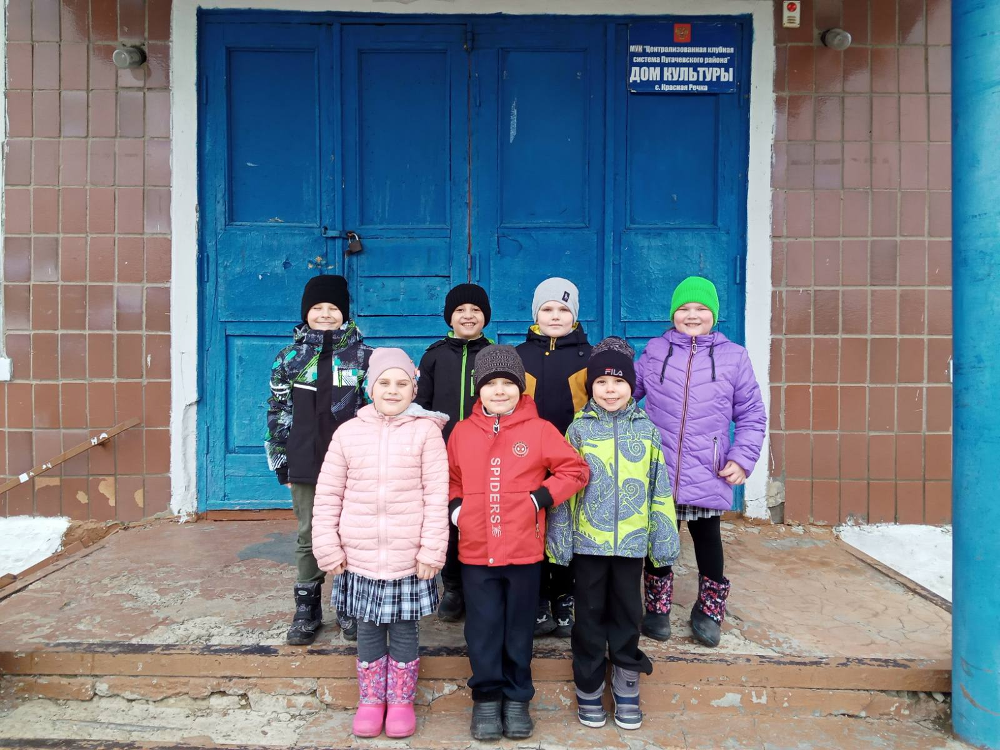 МУК "Централизованная клубная
система Пугачевского района"
ДОМ КУЛЬТУРЫ
с. Красная Речка
FILA
SPIDERS